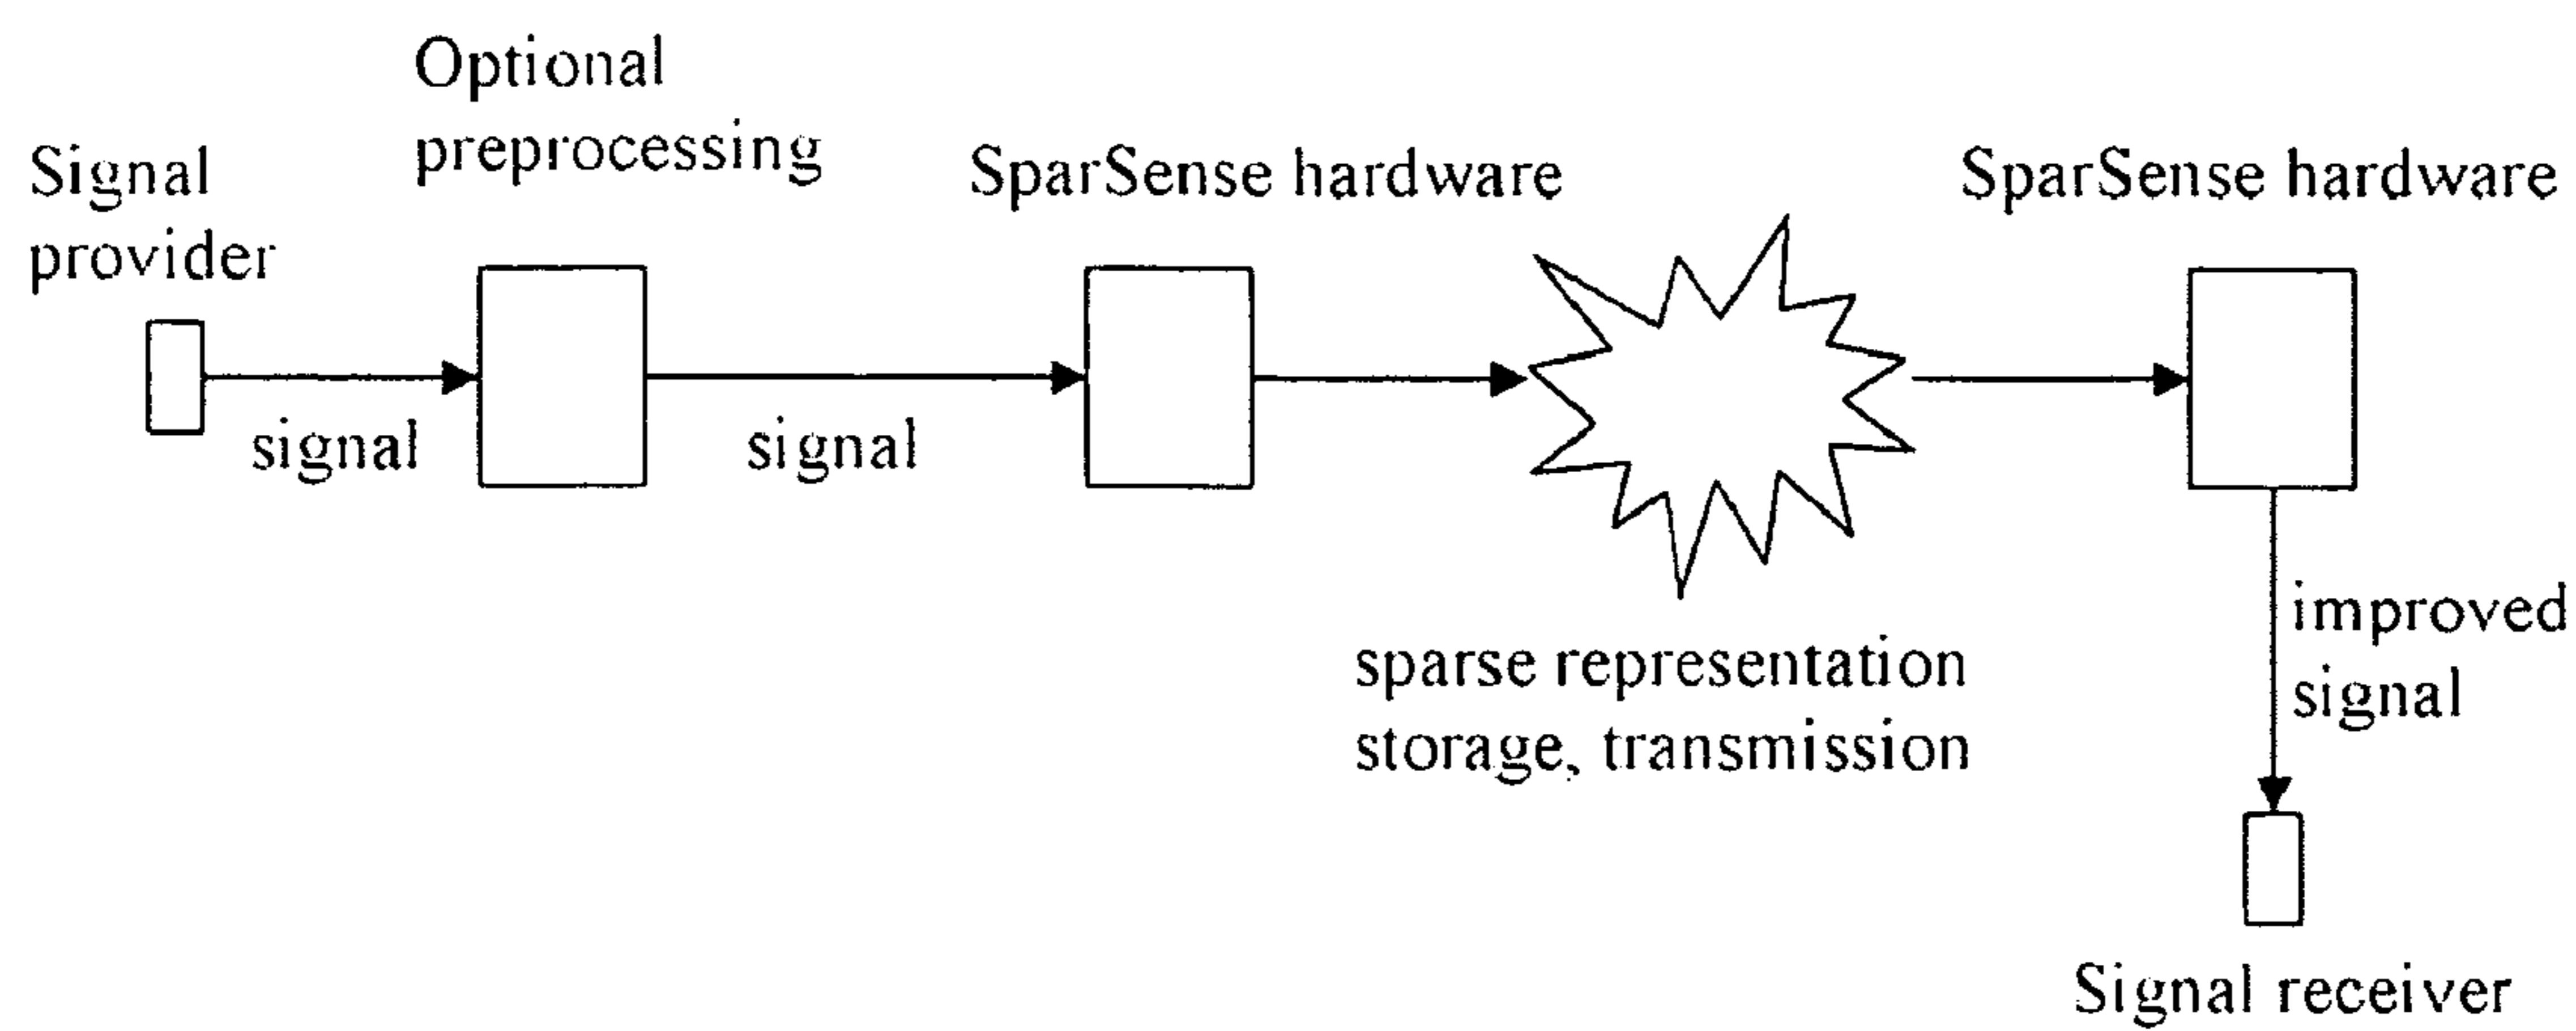 Signal
provider
Optional
preprocessing
SparSense hardware
SparSense hardware
signal
signal
sparse representation
storage, transmission
improved
signal
Signal receiver